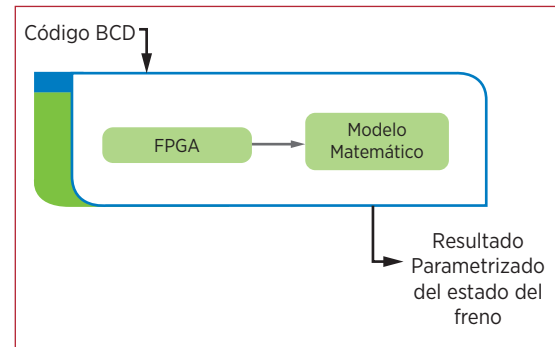 Código BCD
FPGA
Modelo
Matemático
Resultado
Parametrizado
del estado del
freno